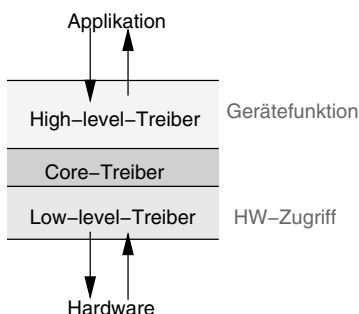 Applikation
High–level–Treiber
Gerätefunktion
Core–Treiber
Low–level–Treiber
HW–Zugriff
Hardware